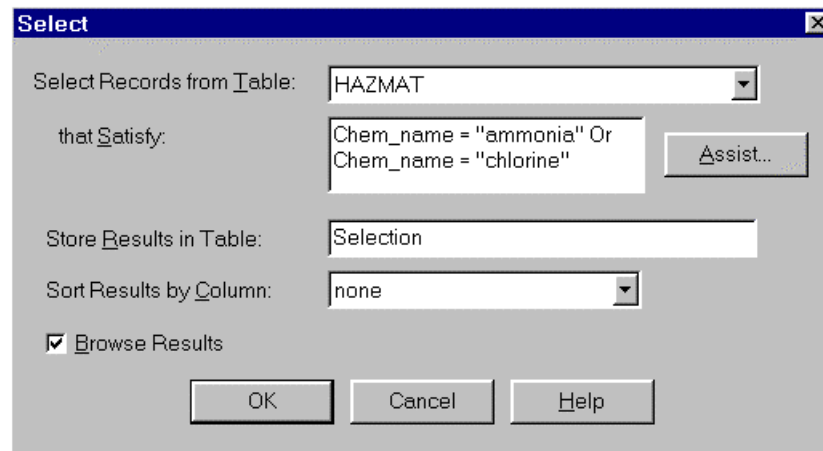 Select
Select Records from Table: HAZMAT
that Satisfy: Chem_name = "ammonia" Or
Chem_name = "chlorine"
Assist...
Store Results in Table: Selection
Sort Results by Column: none
Browse Results
OK Cancel Help